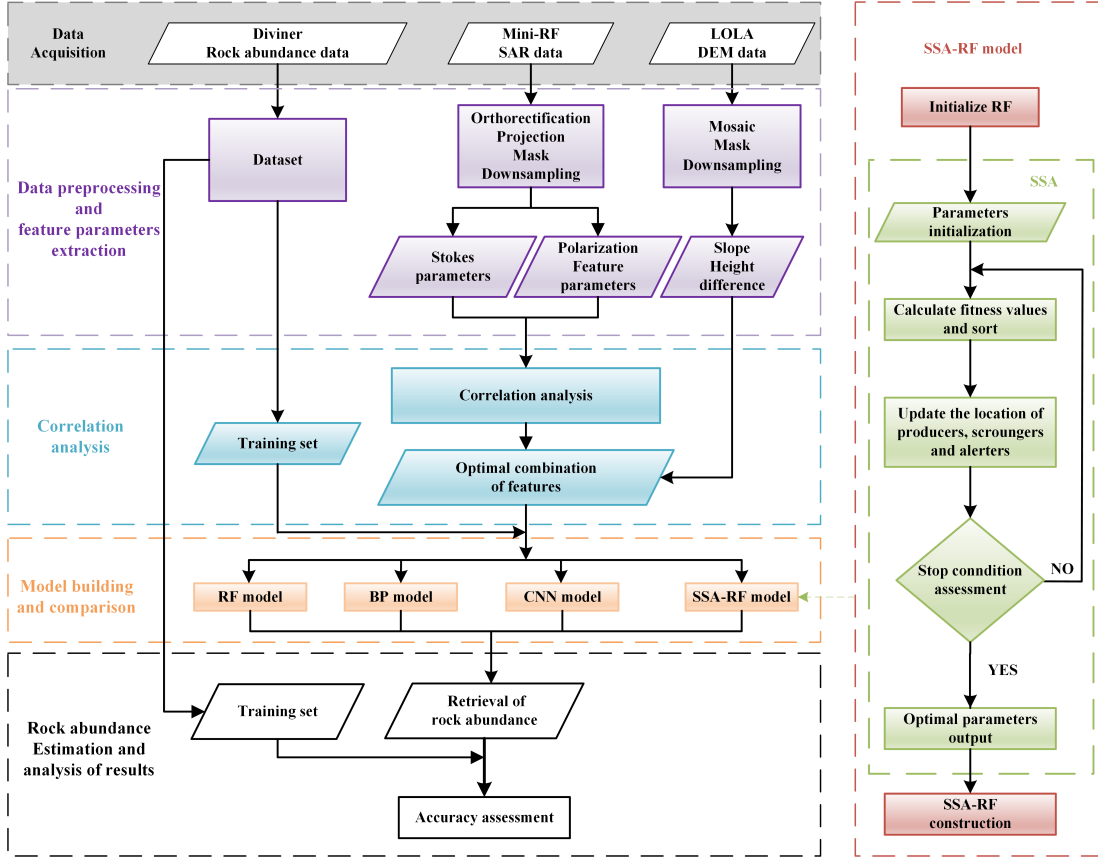 Data
Acquisition
Diviner
Rock abundance data
Mini-RF
SAR data
LOLA
DEM data
Data preprocessing
and
feature parameters
extraction
Dataset
Orthorectification
Projection
Mask
Downsampling
Mosaic
Mask
Downsampling
Stokes
parameters
Polarization
Feature
parameters
Slope
Height
difference
Correlation
analysis
Correlation analysis
Training set
Optimal combination
of features
Model building
and comparison
RF model
BP model
CNN model
SSA-RF model
Rock abundance
Estimation and
analysis of results
Training set
Retrieval of
rock abundance
Accuracy assessment
SSA-RF model
Initialize RF
SSA
Parameters
initialization
Calculate fitness values
and sort
Update the location of
producers, scroungers
and alerters
Stop conndition
assessment
NO
YES
Optimal parameters
output
SSA-RF
construction